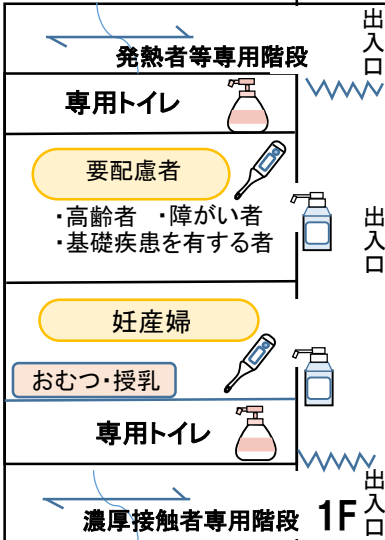 出入口
発熱者等専用階段
専用トイレ
要配慮者
・高齢者 ・障がい者
・基礎疾患を有する者
出入口
妊産婦
おむつ・授乳
専用トイレ
出入口
濃厚接触者専用階段
1F